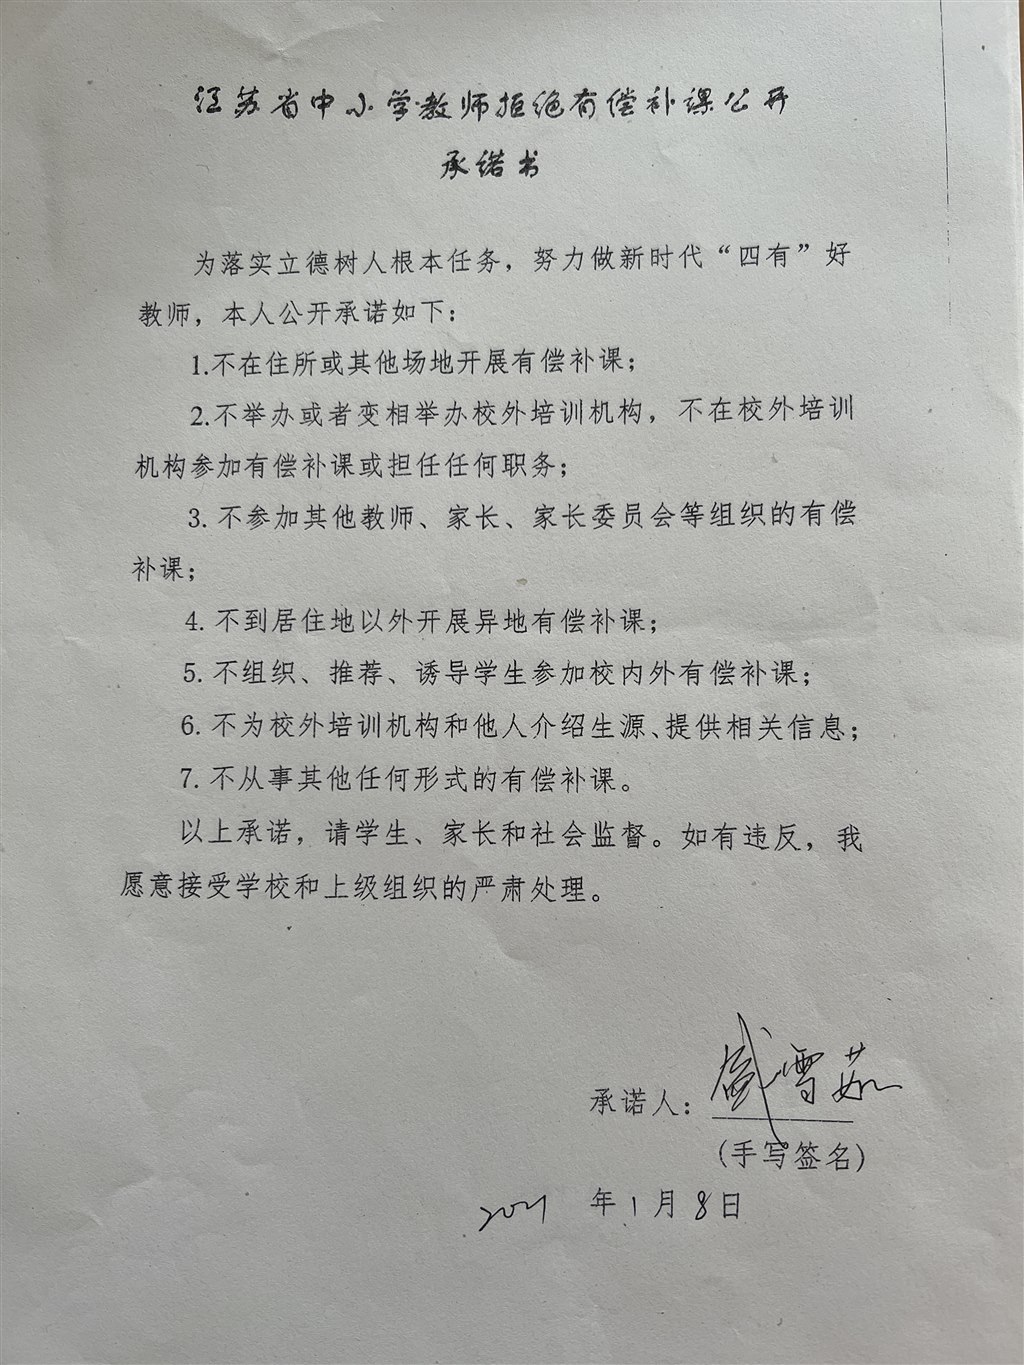 江苏省中小学教师拒绝有偿补课公开
承诺书
为落实立德树人根本任务，努力做新时代“四有”好
教师，本人公开承诺如下：
1.不在住所或其他场地开展有偿补课；
2.不举办或者变相举办校外培训机构，不在校外培训
机构参加有偿补课或担任任何职务；
3. 不参加其他教师、家长、家长委员会等组织的有偿
补课；
4. 不到居住地以外开展异地有偿补课；
5. 不组织、推荐、诱导学生参加校内外有偿补课；
6. 不为校外培训机构和他人介绍生源、提供相关信息；
7. 不从事其他任何形式的有偿补课。
以上承诺，请学生、家长和社会监督。如有违反，我
愿意接受学校和上级组织的严肃处理。
承诺人：盛雪茹
(手写签名)
2021 年 1 月 8 日